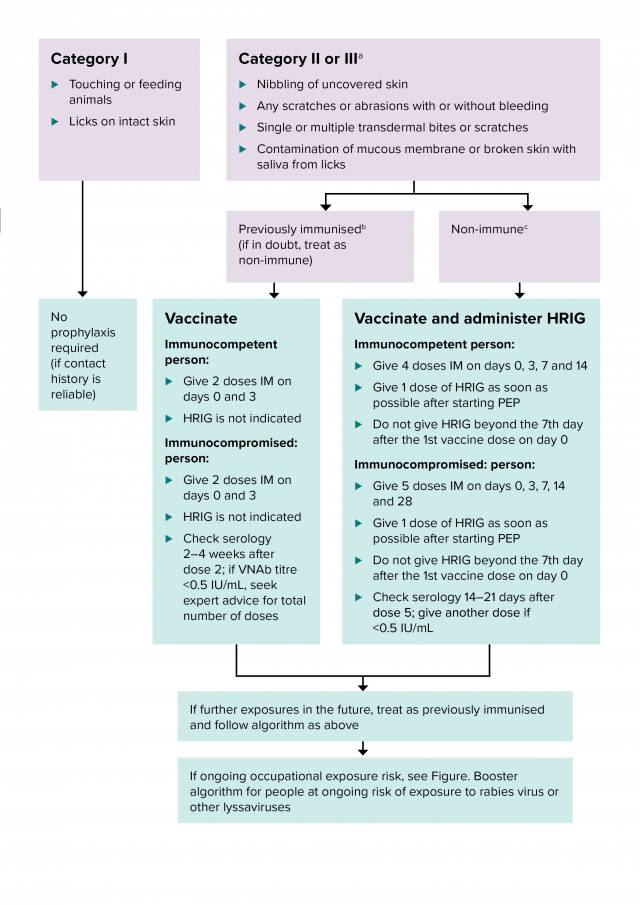 Category I
▶ Touching or feeding
animals
▶ Licks on intact skin
Category II or IIIᵃ
▶ Nibbling of uncovered skin
▶ Any scratches or abrasions with or without bleeding
▶ Single or multiple transdermal bites or scratches
▶ Contamination of mucous membrane or broken skin with
saliva from licks
Previously immunisedᵇ
(if in doubt, treat as
non-immune)
Non-immuneᶜ
No
prophylaxis
required
(if contact
history is
reliable)
Vaccinate
Immunocompetent
person:
▶ Give 2 doses IM on
days 0 and 3
▶ HRIG is not indicated
Immunocompromised:
person:
▶ Give 2 doses IM on
days 0 and 3
▶ HRIG is not indicated
▶ Check serology
2–4 weeks after
dose 2; if VNAb titre
<0.5 IU/mL, seek
expert advice for total
number of doses
Vaccinate and administer HRIG
Immunocompetent person:
▶ Give 4 doses IM on days 0, 3, 7 and 14
▶ Give 1 dose of HRIG as soon as
possible after starting PEP
▶ Do not give HRIG beyond the 7th day
after the 1st vaccine dose on day 0
Immunocompromised: person:
▶ Give 5 doses IM on days 0, 3, 7, 14
and 28
▶ Give 1 dose of HRIG as soon as
possible after starting PEP
▶ Do not give HRIG beyond the 7th day
after the 1st vaccine dose on day 0
▶ Check serology 14–21 days after
dose 5; give another dose if
<0.5 IU/mL
If further exposures in the future, treat as previously immunised
and follow algorithm as above
If ongoing occupational exposure risk, see Figure. Booster
algorithm for people at ongoing risk of exposure to rabies virus or
other lyssaviruses